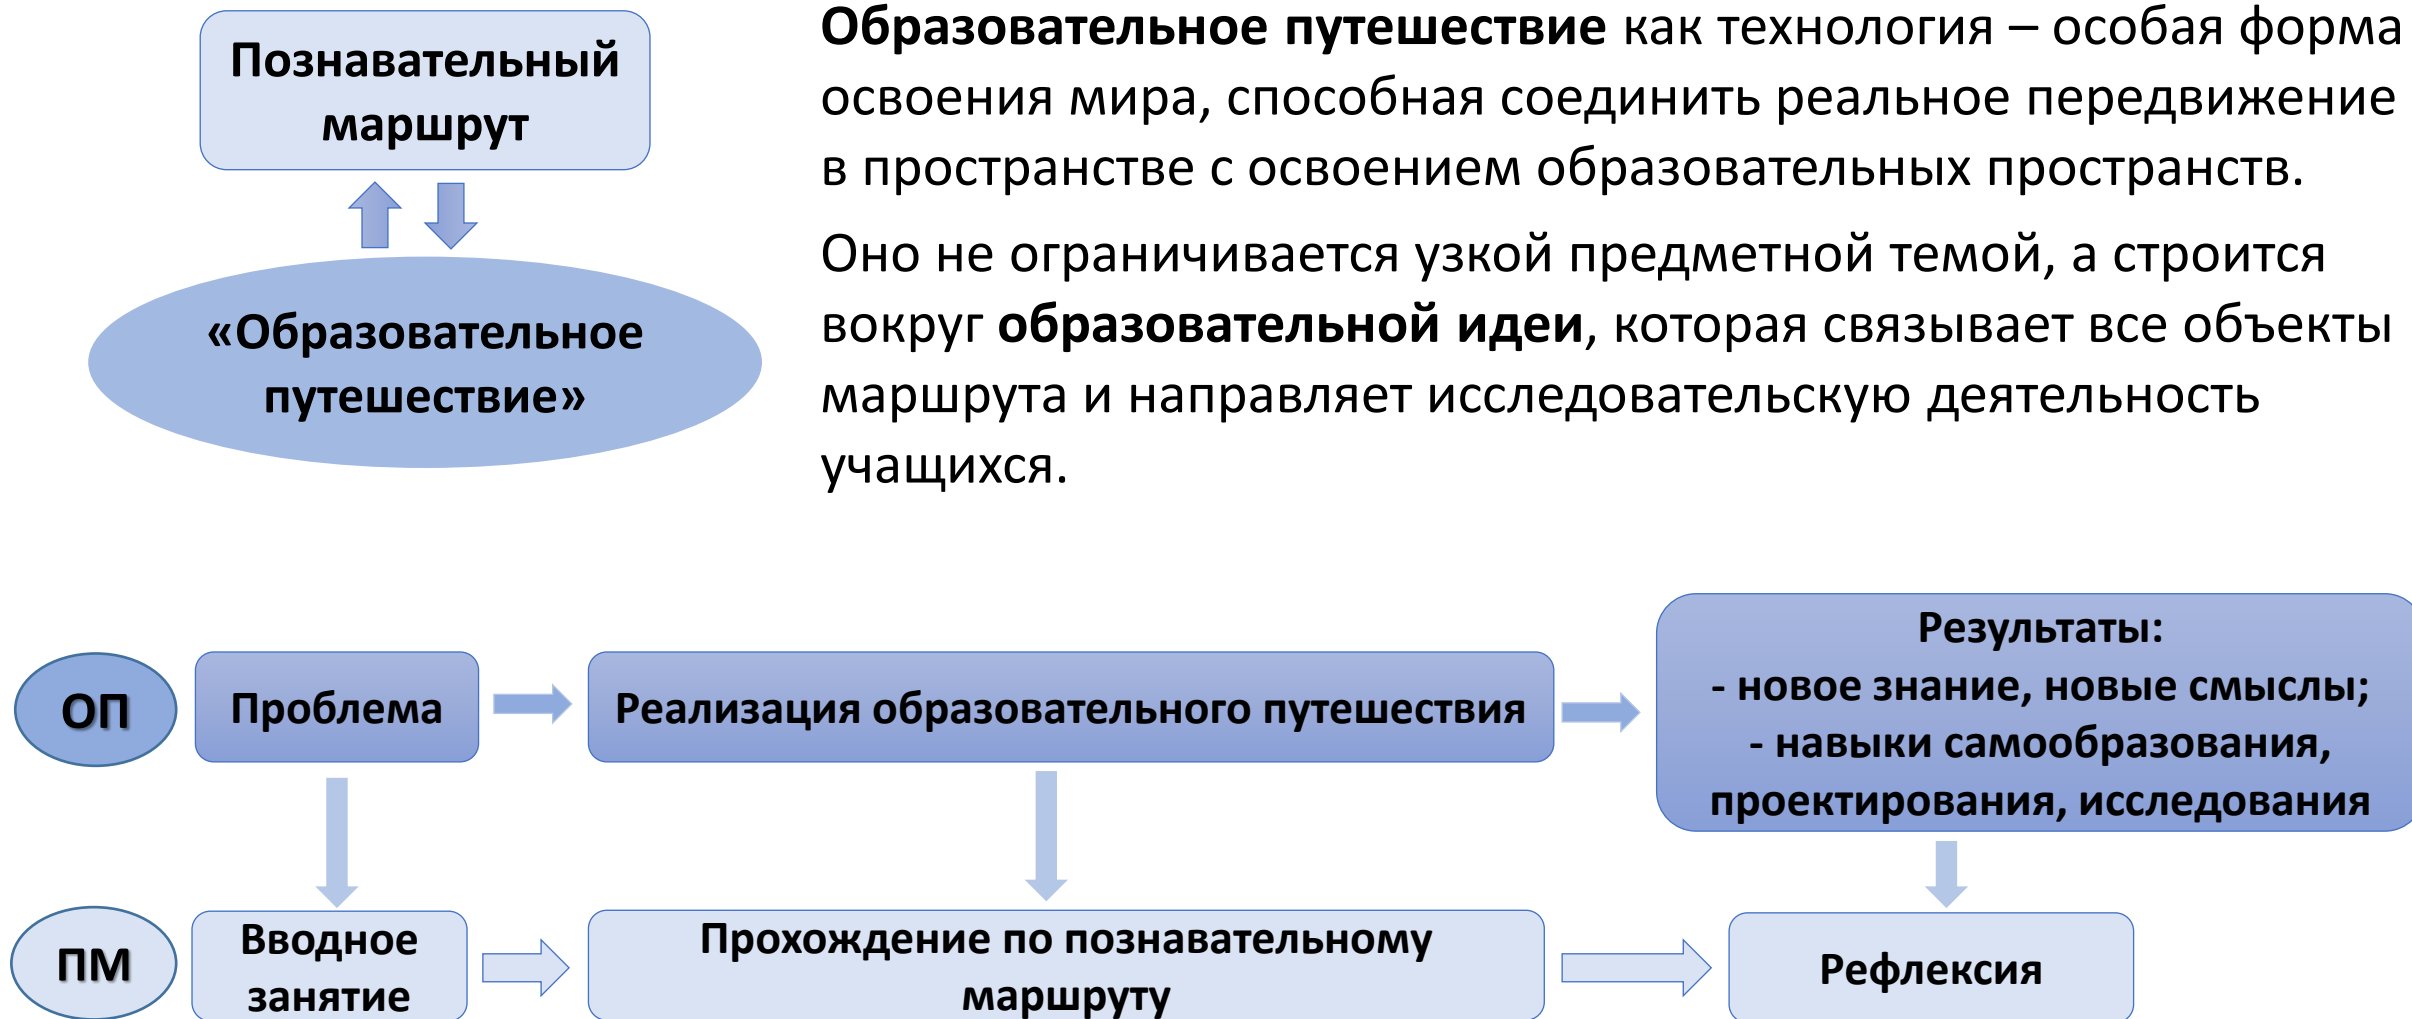 Познавательный
маршрут
«Образовательное
путешествие»
Образовательное путешествие как технология – особая форма
освоения мира, способная соединить реальное передвижение
в пространстве с освоением образовательных пространств.
Оно не ограничивается узкой предметной темой, а строится
вокруг образовательной идеи, которая связывает все объекты
маршрута и направляет исследовательскую деятельность
учащихся.
ОП
Проблема
Реализация образовательного путешествия
Результаты:
- новое знание, новые смыслы;
- навыки самообразования,
проектирования, исследования
ПМ
Вводное
занятие
Прохождение по познавательному
маршруту
Рефлексия